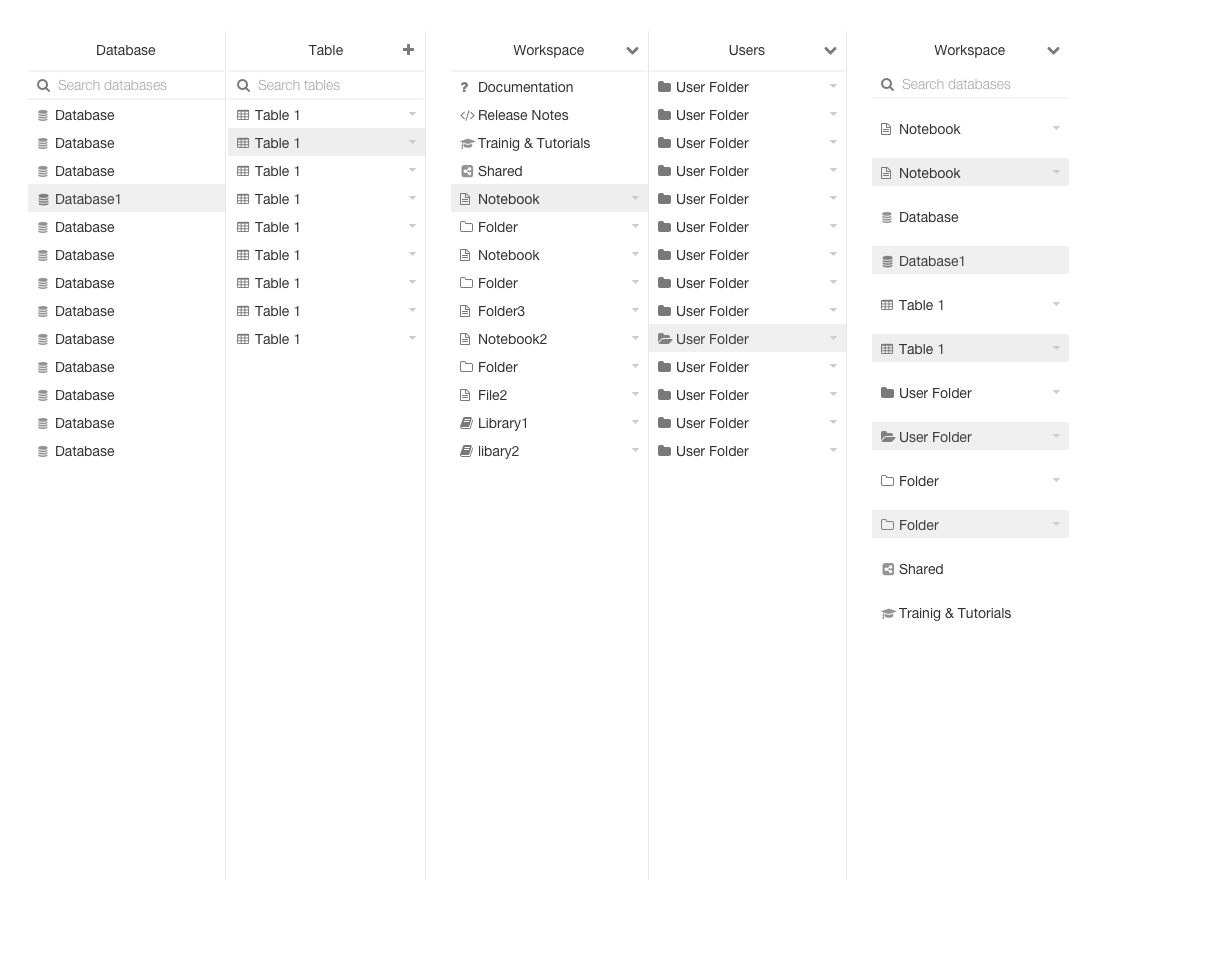 Database
Search databases
Database
Database
Database
Database1
Database
Database
Database
Database
Database
Database
Database
Database
Database
Table
Search tables
Table 1
Table 1
Table 1
Table 1
Table 1
Table 1
Table 1
Table 1
Table 1
Workspace
Documentation
Release Notes
Trainig & Tutorials
Shared
Notebook
Folder
Notebook
Folder
Folder3
Notebook2
Folder
File2
Library1
libary2
Users
User Folder
User Folder
User Folder
User Folder
User Folder
User Folder
User Folder
User Folder
User Folder
User Folder
User Folder
User Folder
User Folder
User Folder
Workspace
Search databases
Notebook
Notebook
Database
Database1
Table 1
Table 1
User Folder
User Folder
Folder
Folder
Shared
Trainig & Tutorials